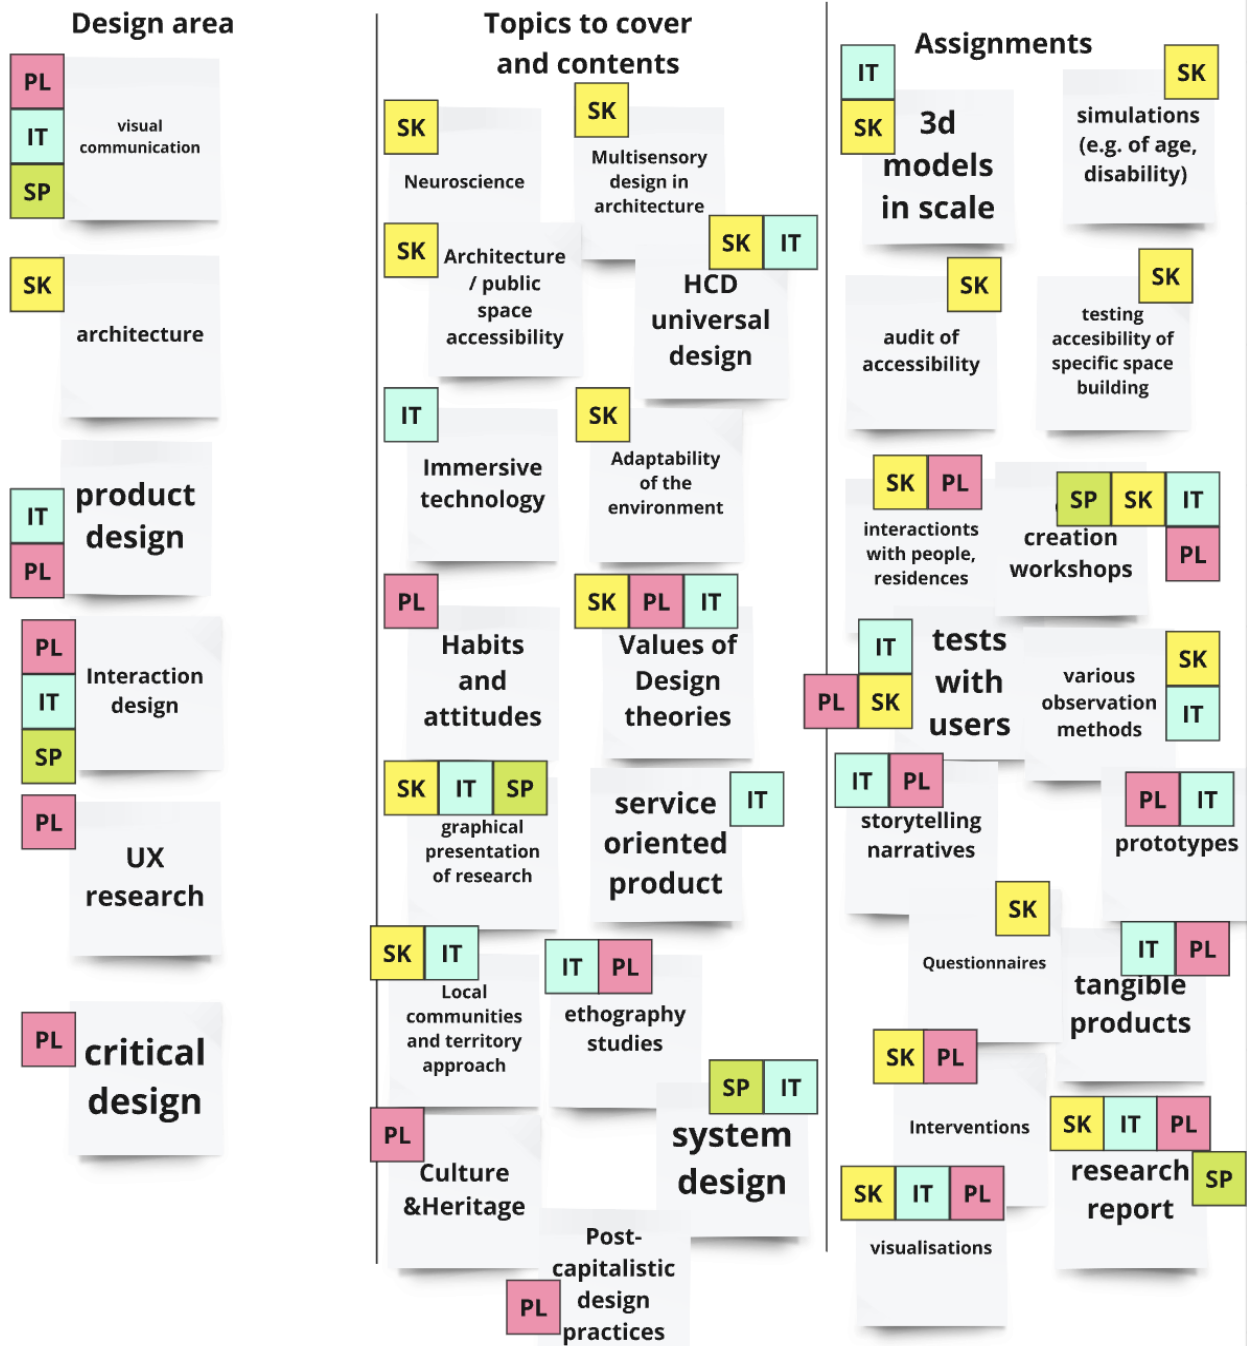 Design area
PL
IT
SP
visual
communication
SK
architecture
IT
PL
product
design
PL
IT
SP
Interaction
design
PL
UX
research
PL
critical
design
Topics to cover
and contents
SK
Neuroscience
SK
Multisensory
design in
architecture
SK
Architecture
/ public
space
accessibility
SK IT
HCD
universal
design
IT
Immersive
technology
SK
Adaptability
of the
environment
PL
Habits
and
attitudes
SK PL IT
Values of
Design
theories
SK IT SP
graphical
presentation
of research
IT
service
oriented
product
SK IT
Local
communities
and territory
approach
IT PL
ethography
studies
SP IT
system
design
PL
Culture
&Heritage
PL
Post-
capitalistic
design
practices
Assignments
IT
SK
3d
models
in scale
SK
simulations
(e.g. of age,
disability)
SK
audit of
accessibility
SK
testing
accesibility of
specific space
building
SK PL
interactionts
with people,
residences
SP SK IT
PL
creation
workshops
IT
PL SK
tests
with
users
SK
IT
various
observation
methods
IT PL
storytelling
narratives
PL IT
prototypes
SK
Questionnaires
IT PL
tangible
products
SK PL
Interventions
SK IT PL
SP
research
report
SK IT PL
visualisations